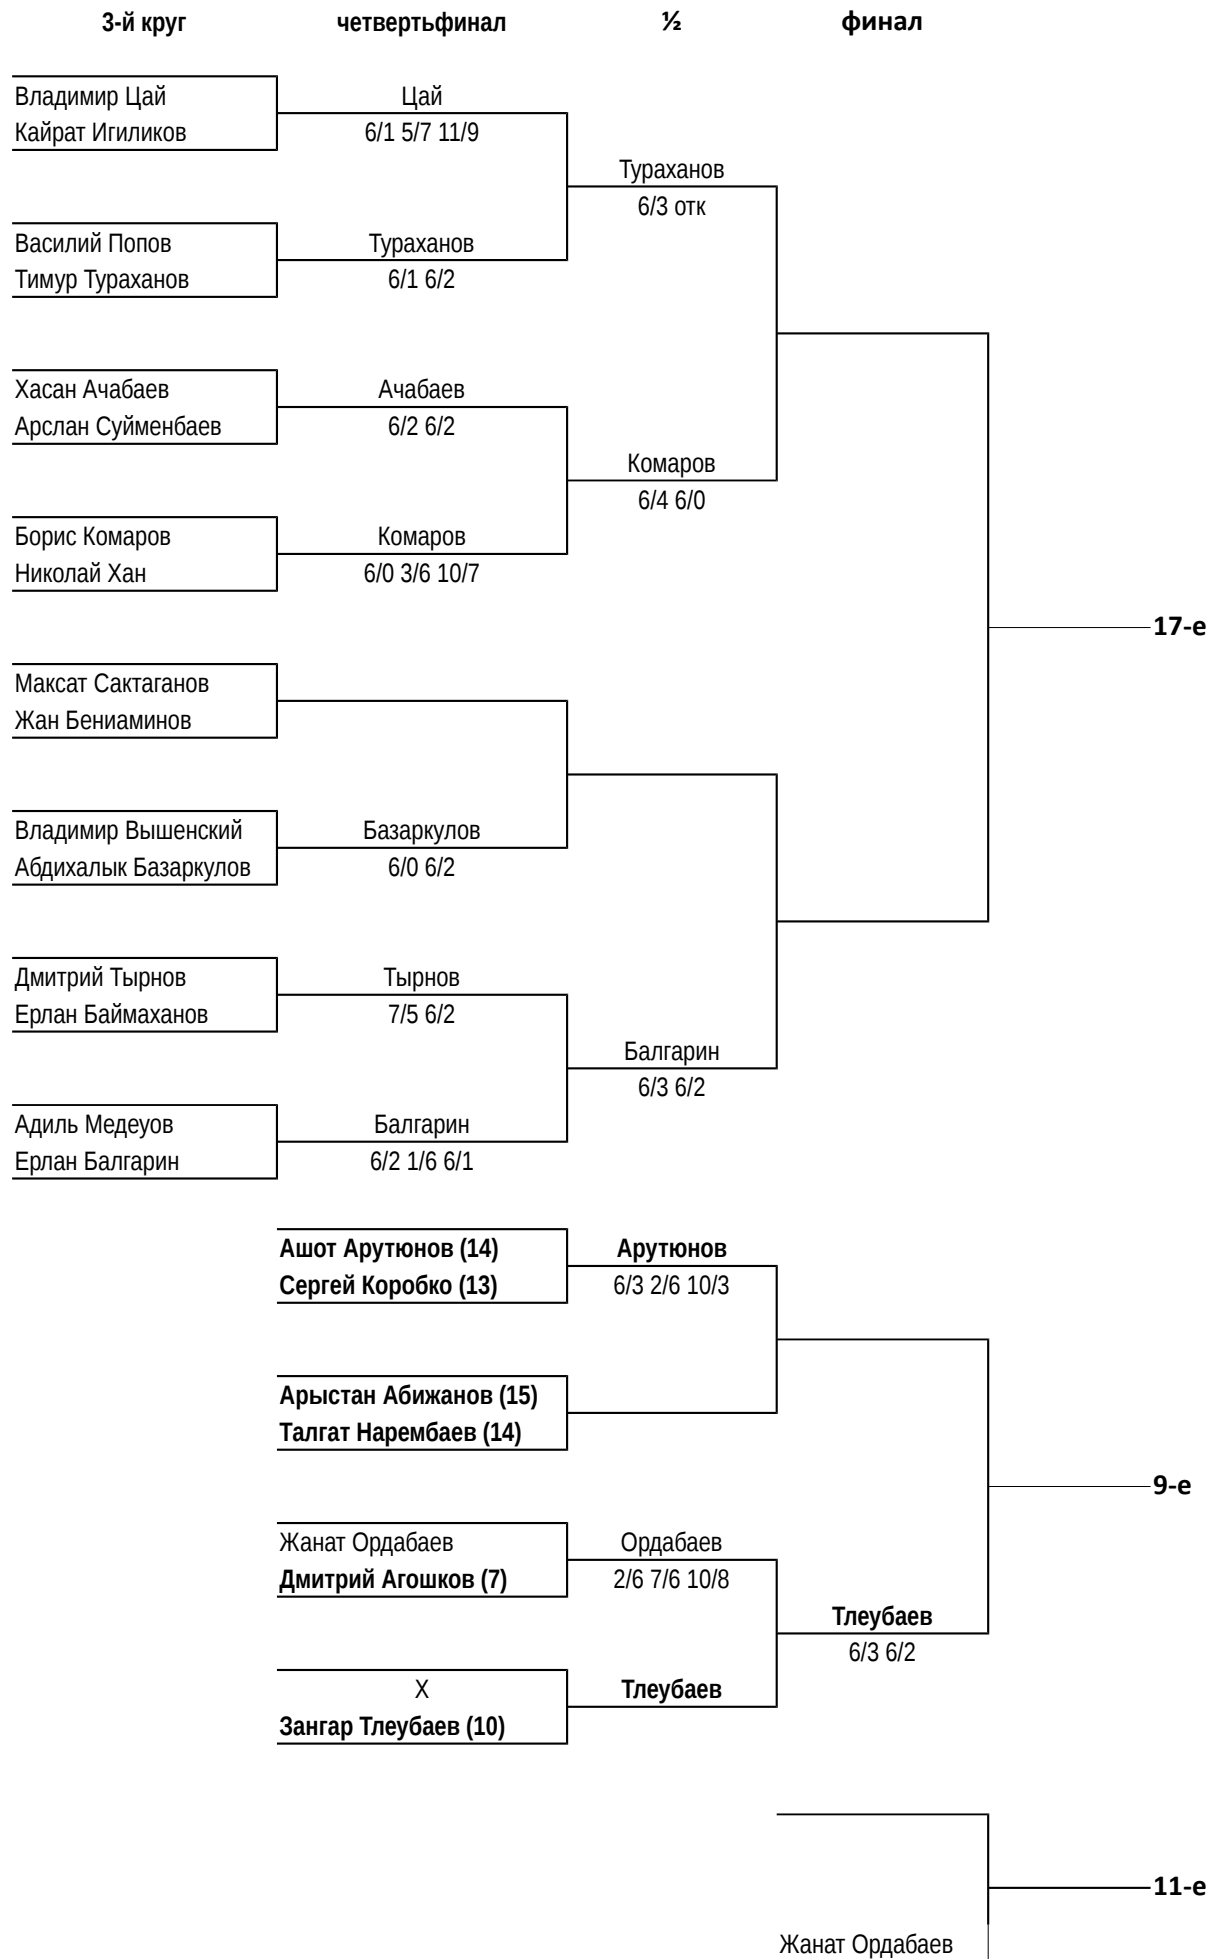 3-й круг четвертьфинал ½ финал
Владимир Цай
Кайрат Игиликов
Цай
6/1 5/7 11/9
Тураханов
6/3 отк
Василий Попов
Тимур Тураханов
Тураханов
6/1 6/2
Хасан Ачабаев
Арслан Суйменбаев
Ачабаев
6/2 6/2
Комаров
6/4 6/0
Борис Комаров
Николай Хан
Комаров
6/0 3/6 10/7
17-е
Максат Сактаганов
Жан Бениаминов
Владимир Вышенский
Абдихалык Базаркулов
Базаркулов
6/0 6/2
Дмитрий Тырнов
Ерлан Баймаханов
Тырнов
7/5 6/2
Балгарин
6/3 6/2
Адиль Медеуов
Ерлан Балгарин
Балгарин
6/2 1/6 6/1
Ашот Арутюнов (14)
Сергей Коробко (13)
Арутюнов
6/3 2/6 10/3
Арыстан Абижанов (15)
Талгат Нарембаев (14)
9-е
Жанат Ордабаев
Дмитрий Агошков (7)
Ордабаев
2/6 7/6 10/8
Тлеубаев
6/3 6/2
Х
Зангар Тлеубаев (10)
Тлеубаев
11-е
Жанат Ордабаев